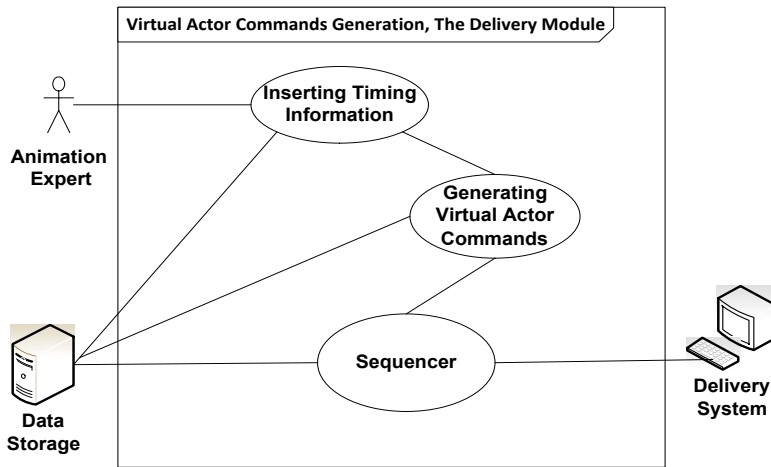 Virtual Actor Commands Generation, The Delivery Module
Inserting Timing
Information
Animation
Expert
Generating
Virtual Actor
Commands
Sequencer
Data
Storage
Delivery
System